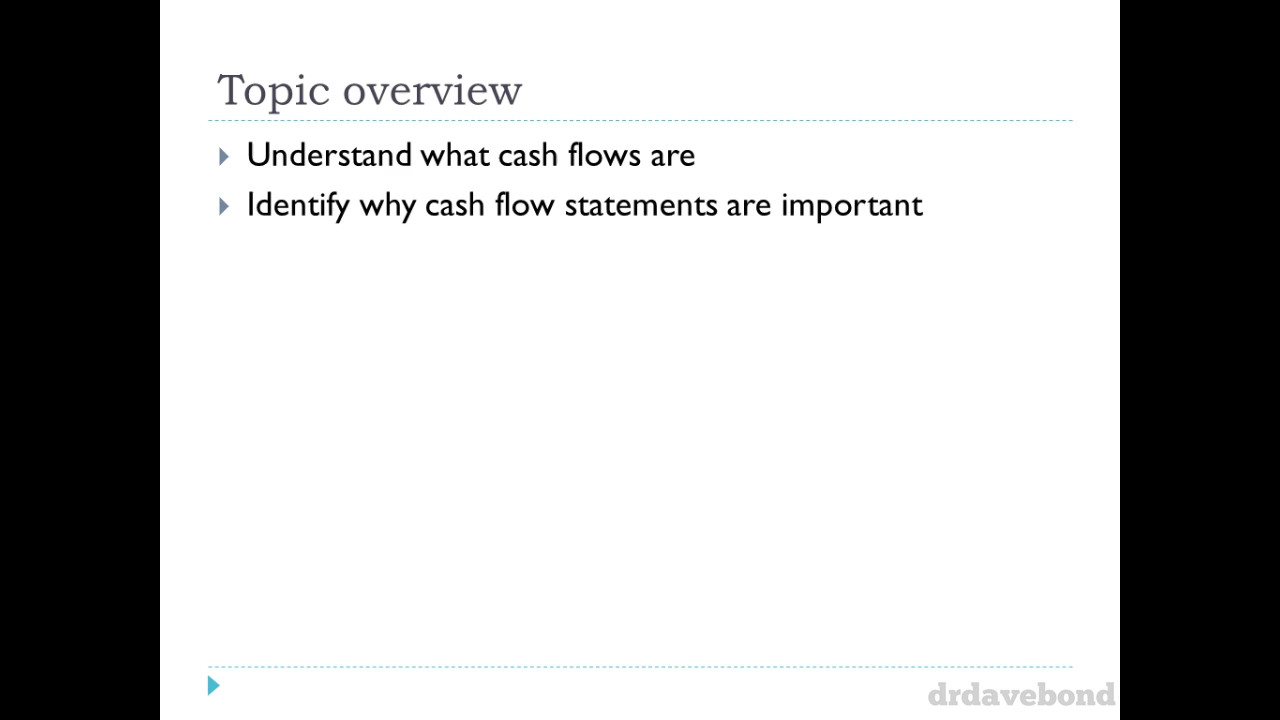 Topic overview
Understand what cash flows are
Identify why cash flow statements are important
drdavebond